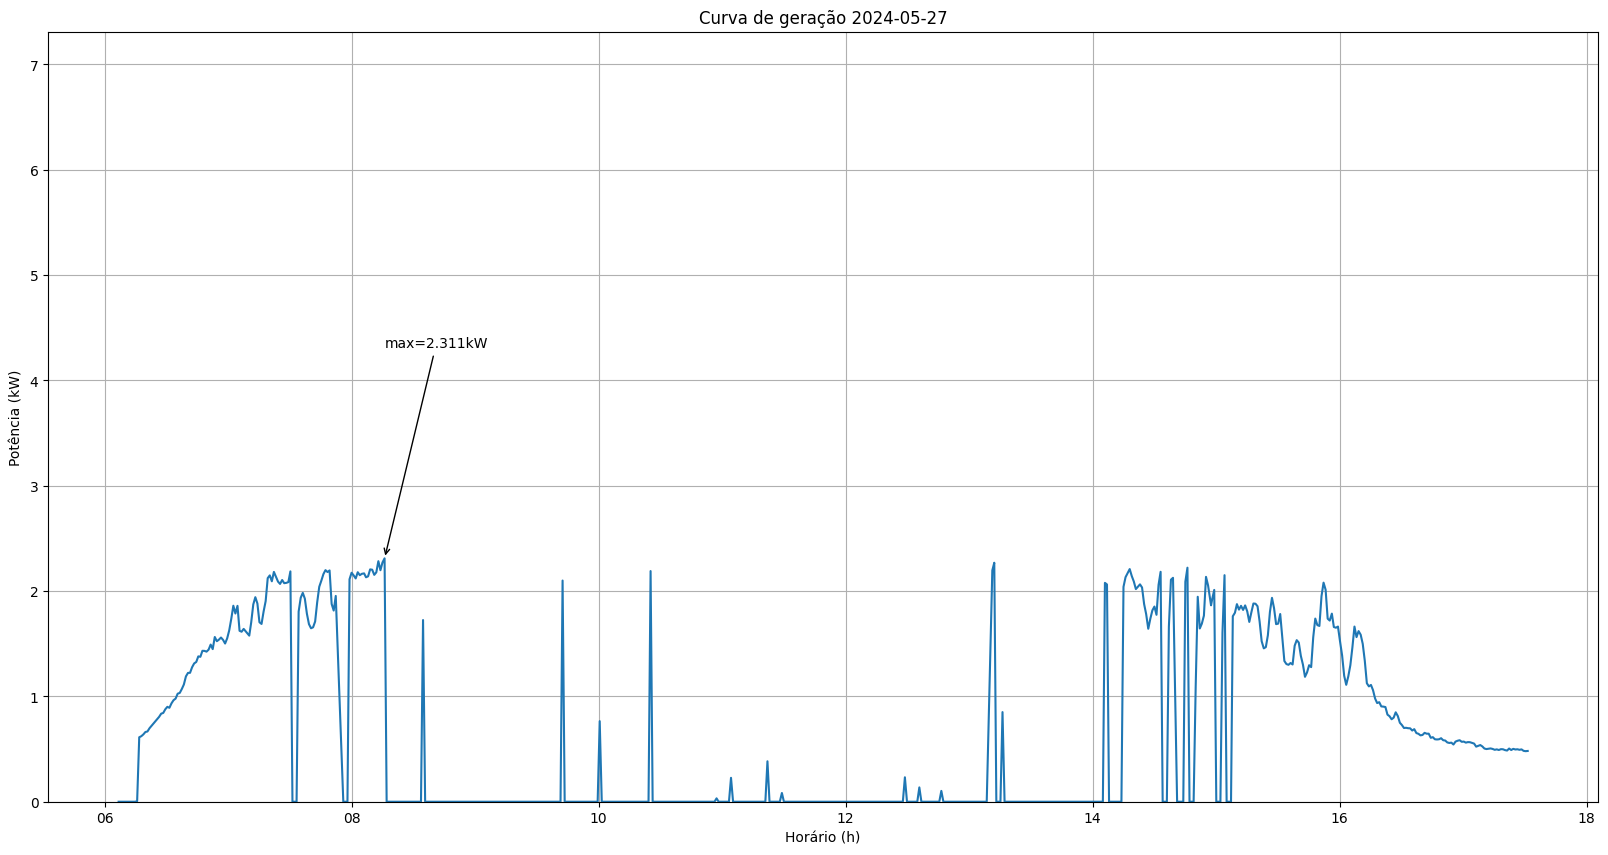 Curva de geração 2024-05-27
7
6
5
4
3
2
1
0
Potência (kW)
max=2.311kW
06 08 10 12 14 16 18
Horário (h)